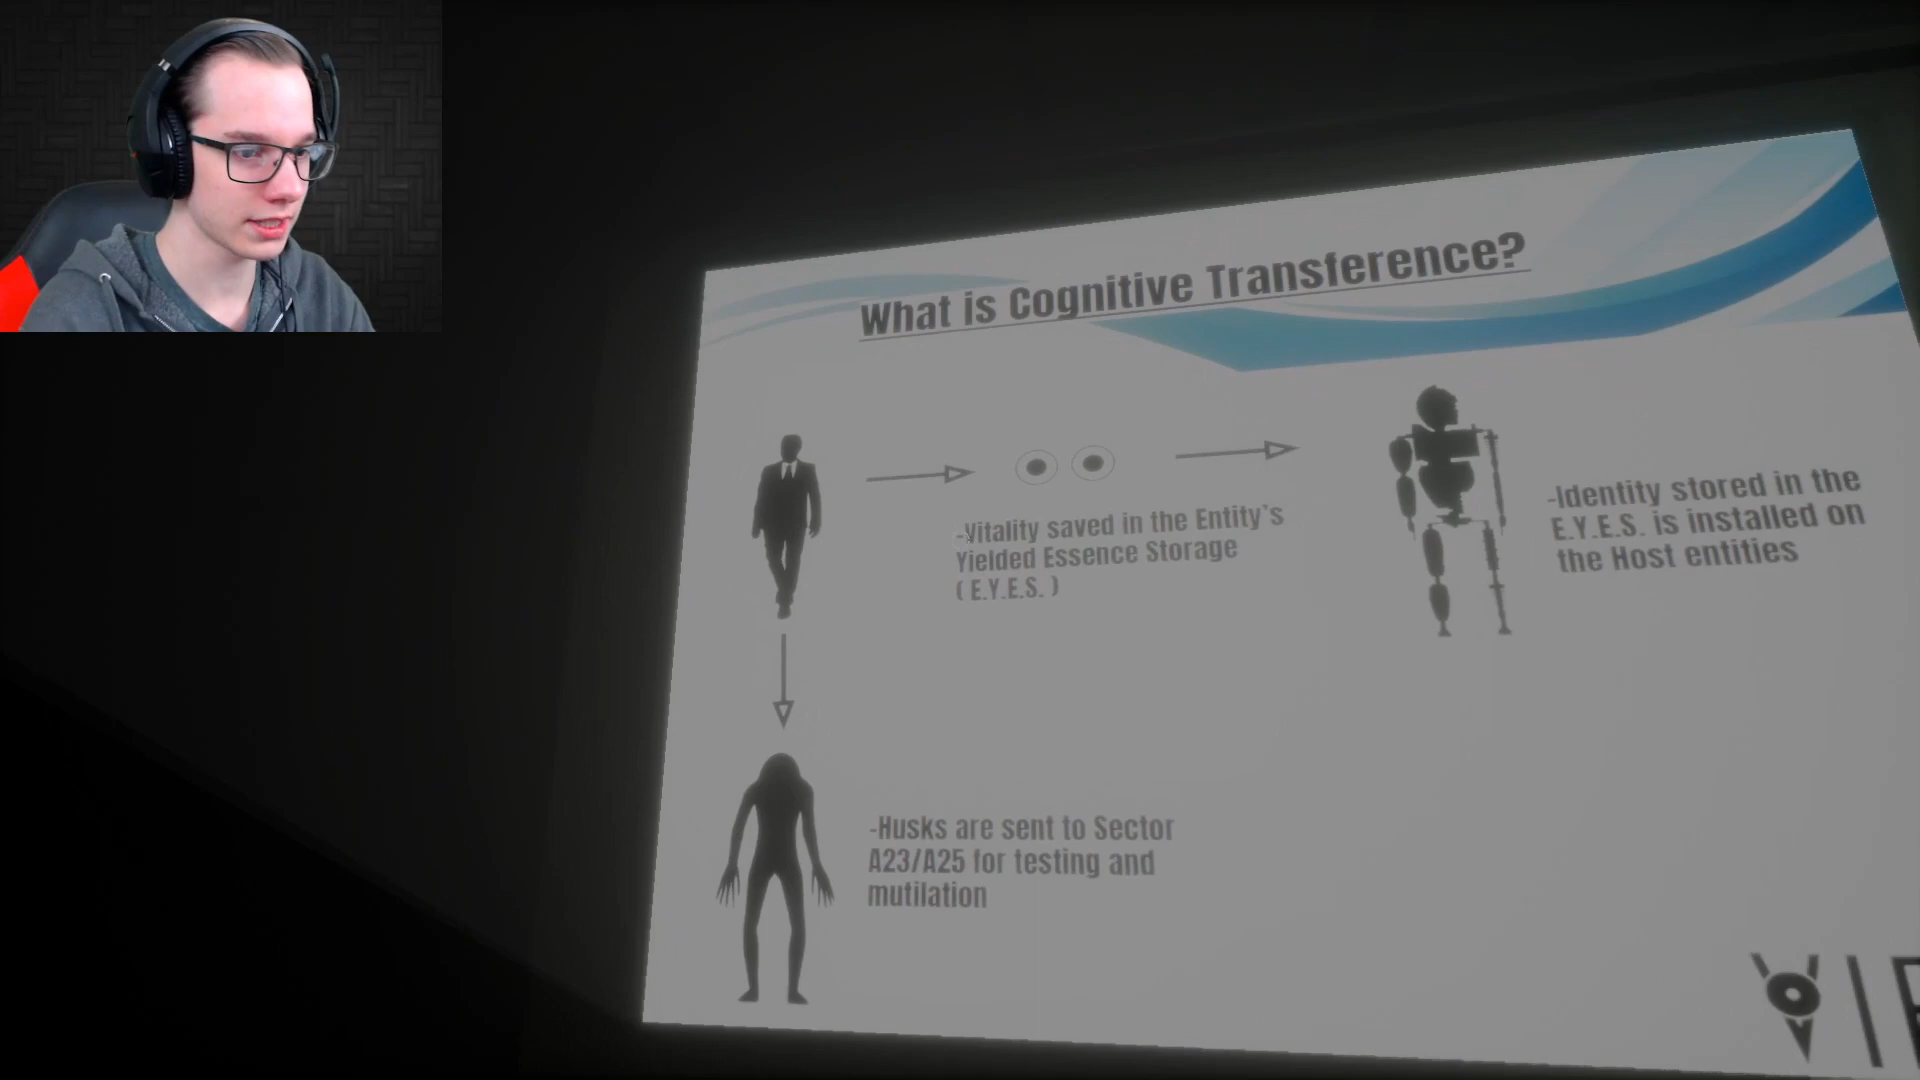 What is Cognitive Transference?
-Vitality saved in the Entity's
Yielded Essence Storage
( E.Y.E.S. )
-Identity stored in the
E.Y.E.S. is installed on
the Host entities
-Husks are sent to Sector
A23/A25 for testing and
mutilation